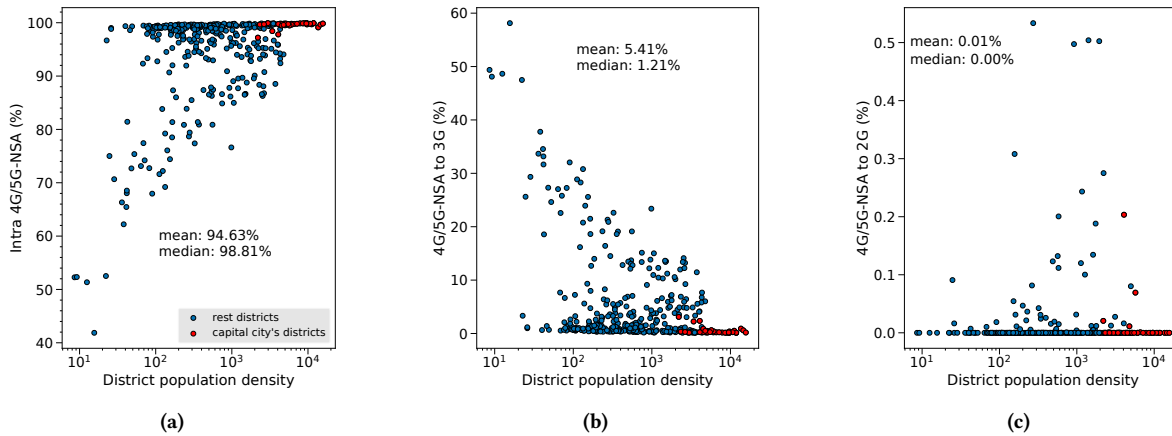 100
90
80
70
60
50
40
Intra 4G/5G-NSA (%)
mean: 94.63%
median: 98.81%
rest districts
capital city's districts
10^1 10^2 10^3 10^4
District population density
(a)
60
50
40
30
20
10
0
4G/5G-NSA to 3G (%)
mean: 5.41%
median: 1.21%
10^1 10^2 10^3 10^4
District population density
(b)
0.5
0.4
0.3
0.2
0.1
0.0
4G/5G-NSA to 2G (%)
mean: 0.01%
median: 0.00%
10^1 10^2 10^3 10^4
District population density
(c)